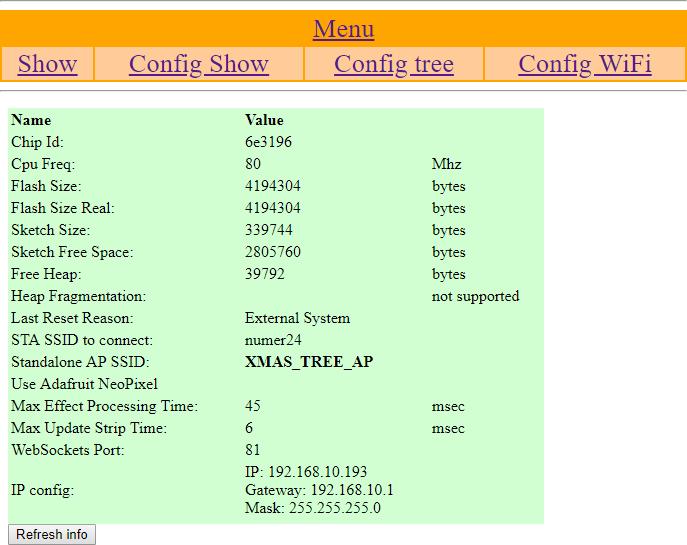 Menu
Show Config Show Config tree Config WiFi
Name Value
Chip Id: 6e3196
Cpu Freq: 80 Mhz
Flash Size: 4194304 bytes
Flash Size Real: 4194304 bytes
Sketch Size: 339744 bytes
Sketch Free Space: 2805760 bytes
Free Heap: 39792 bytes
Heap Fragmentation: not supported
Last Reset Reason: External System
STA SSID to connect: numer24
Standalone AP SSID: XMAS_TREE_AP
Use Adafruit NeoPixel
Max Effect Processing Time: 45 msec
Max Update Strip Time: 6 msec
WebSockets Port: 81
IP config: IP: 192.168.10.193
Gateway: 192.168.10.1
Mask: 255.255.255.0
Refresh info